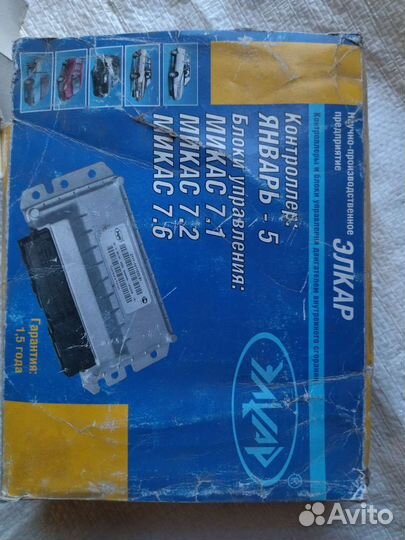 Научно-производственное
предприятие
ЭЛКАР
Контроллеры и блоки управления двигателем внутреннего сгорания
Контроллер:
ЯНВАРЬ - 5
Блоки управления:
МИКАС 7.1
МИКАС 7.2
МИКАС 7.6
Гарантия:
1,5 года
Элкар
®
Avito